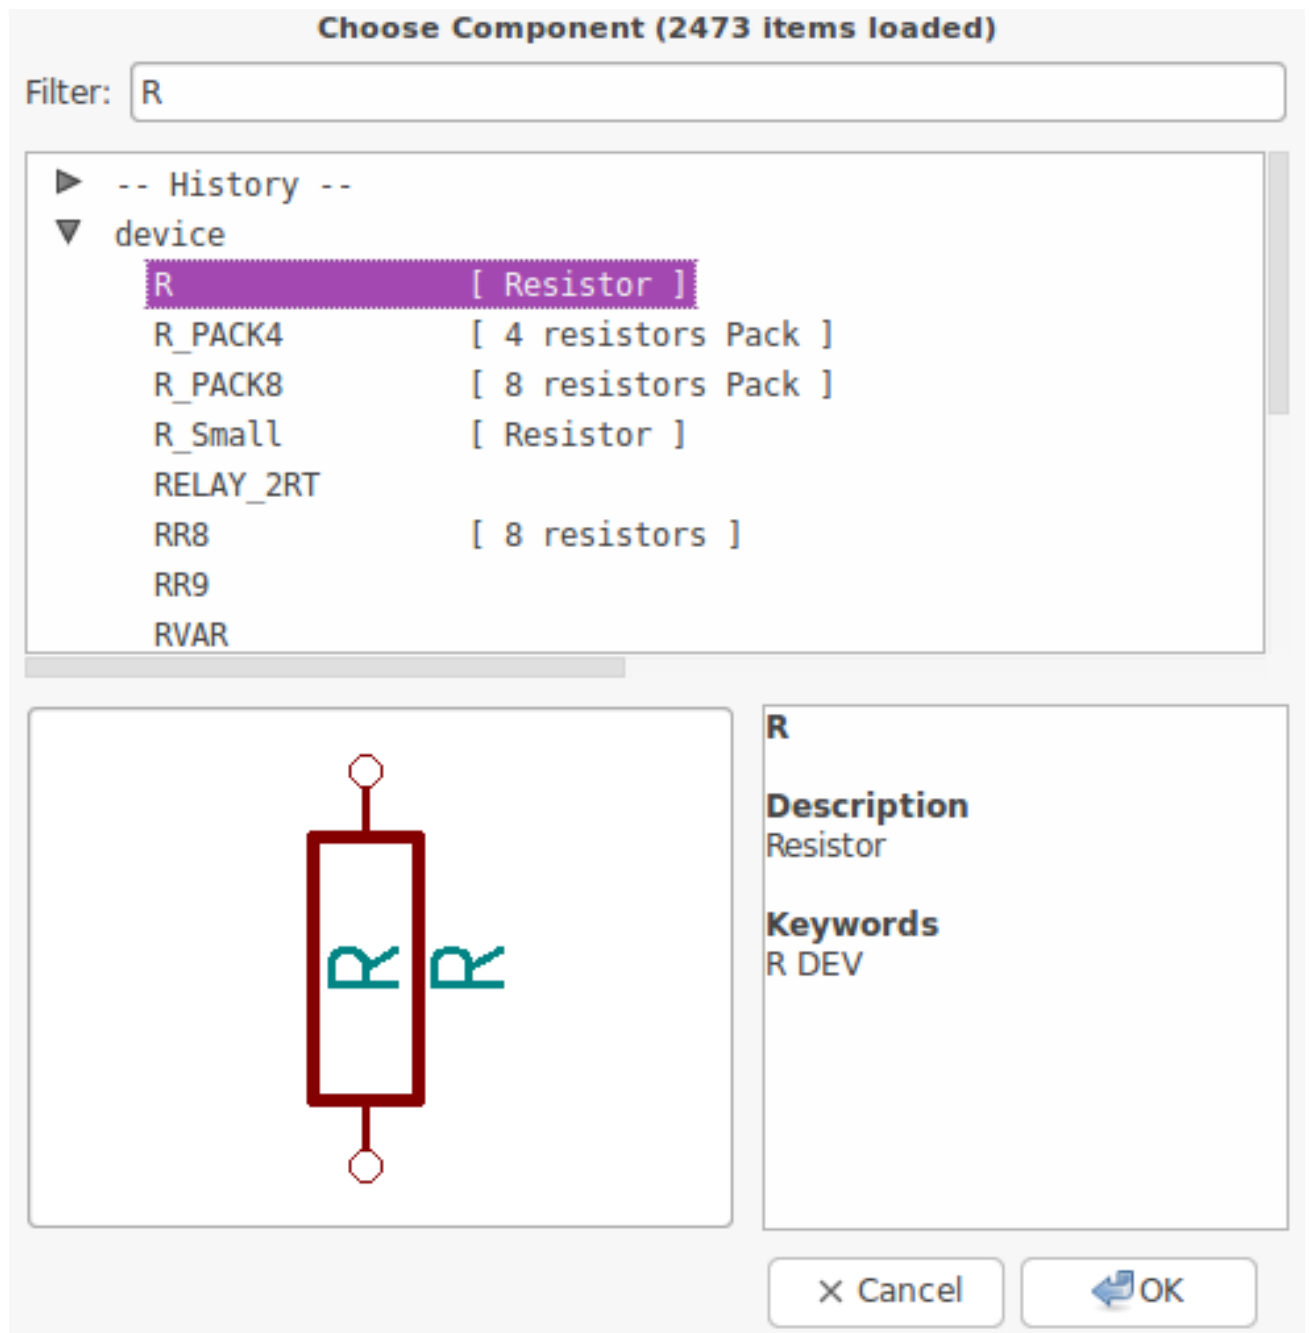 Choose Component (2473 items loaded)
Filter: R
-- History --
device
R [ Resistor ]
R_PACK4 [ 4 resistors Pack ]
R_PACK8 [ 8 resistors Pack ]
R_Small [ Resistor ]
RELAY_2RT
RR8 [ 8 resistors ]
RR9
RVAR
R R
R
Description
Resistor
Keywords
R DEV
Cancel OK